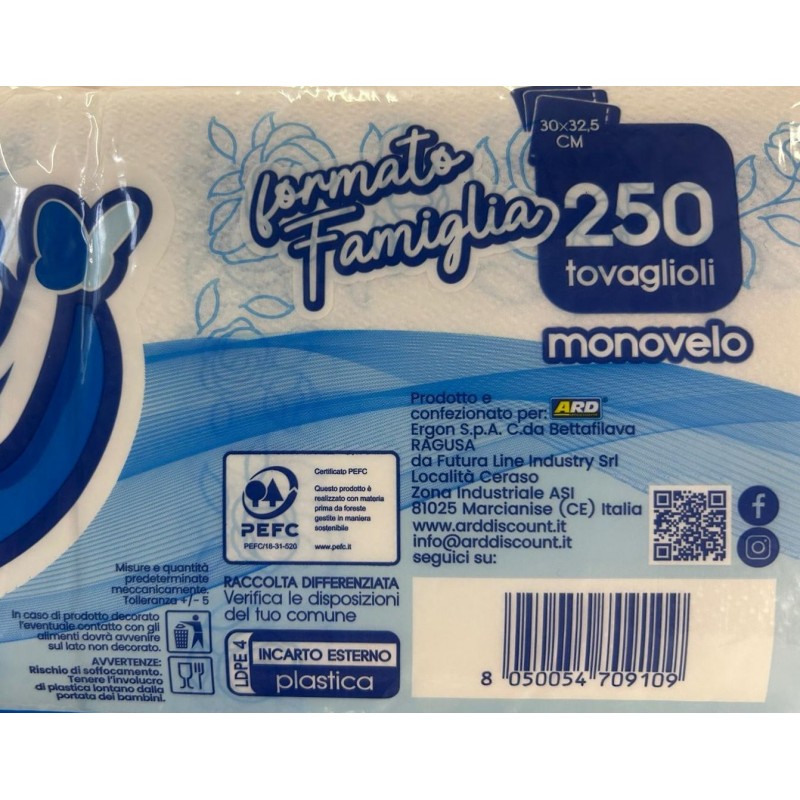 formato
Famiglia
30x32,5
CM
250
tovaglioli
monovelo
Prodotto e
confezionato per: ARD®
Ergon S.p.A. C.da Bettafilava
RAGUSA
da Futura Line Industry Srl
Località Ceraso
Zona Industriale ASI
81025 Marcianise (CE) Italia
www.arddiscount.it
info@arddiscount.it
seguici su:
Certificato PEFC
Questo prodotto è
realizzato con materia
prima da foreste
gestite in maniera
sostenibile
www.pefc.it
PEFC
PEFC/18-31-520
Misure e quantità
predeterminate
meccanicamente.
Tolleranza +/- 5
In caso di prodotto decorato
l'eventuale contatto con gli
alimenti dovrà avvenire
sul lato non decorato.
AVVERTENZE:
Rischio di soffocamento.
Tenere l'involucro
di plastica lontano dalla
portata dei bambini.
RACCOLTA DIFFERENZIATA
Verifica le disposizioni
del tuo comune
LDPE 4
INCARTO ESTERNO
plastica
8 050054 709109